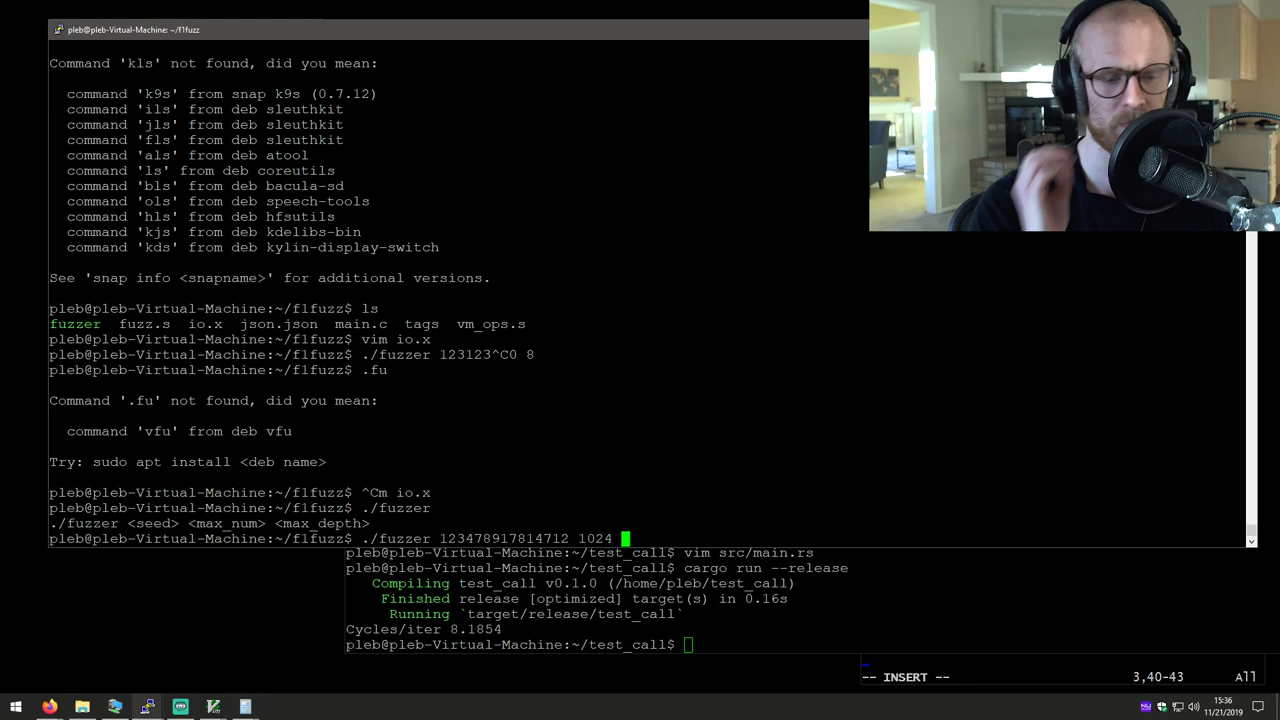 pleb@pleb-Virtual-Machine: ~/f1fuzz
Command 'kls' not found, did you mean:
command 'k9s' from snap k9s (0.7.12)
command 'ils' from deb sleuthkit
command 'jls' from deb sleuthkit
command 'fls' from deb sleuthkit
command 'als' from deb atool
command 'ls' from deb coreutils
command 'bls' from deb bacula-sd
command 'ols' from deb speech-tools
command 'hls' from deb hfsutils
command 'kjs' from deb kdelibs-bin
command 'kds' from deb kylin-display-switch
See 'snap info <snapname>' for additional versions.
pleb@pleb-Virtual-Machine:~/f1fuzz$ ls
fuzzer fuzz.s io.x json.json main.c tags vm_ops.s
pleb@pleb-Virtual-Machine:~/f1fuzz$ vim io.x
pleb@pleb-Virtual-Machine:~/f1fuzz$ ./fuzzer 123123^C0 8
pleb@pleb-Virtual-Machine:~/f1fuzz$ .fu
Command '.fu' not found, did you mean:
command 'vfu' from deb vfu
Try: sudo apt install <deb name>
pleb@pleb-Virtual-Machine:~/f1fuzz$ ^Cm io.x
pleb@pleb-Virtual-Machine:~/f1fuzz$ ./fuzzer
./fuzzer <seed> <max_num> <max_depth>
pleb@pleb-Virtual-Machine:~/f1fuzz$ ./fuzzer 123478917814712 1024
pleb@pleb-Virtual-Machine:~/test_call$ vim src/main.rs
pleb@pleb-Virtual-Machine:~/test_call$ cargo run --release
Compiling test_call v0.1.0 (/home/pleb/test_call)
Finished release [optimized] target(s) in 0.16s
Running `target/release/test_call`
Cycles/iter 8.1854
pleb@pleb-Virtual-Machine:~/test_call$
-- INSERT -- 3,40-43 All
15:36
11/21/2019